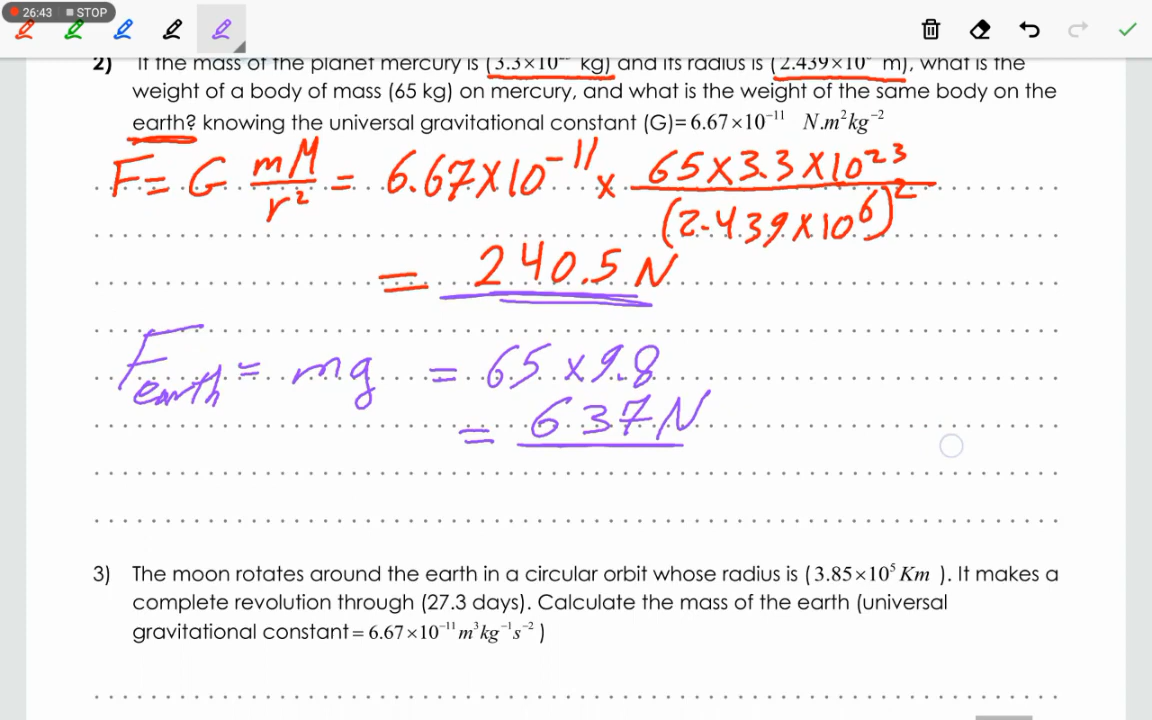 26:43 STOP
2) If the mass of the planet mercury is (3.3×10 kg) and its radius is (2.439×10 m), what is the
weight of a body of mass (65 kg) on mercury, and what is the weight of the same body on the
earth? knowing the universal gravitational constant (G)=6.67×10⁻¹¹ N.m²kg⁻²
F = G mM/r² = 6.67×10⁻¹¹ × 65×3.3×10²³/(2.439×10⁶)²
= 240.5 N
F earth = mg = 65×9.8
= 637 N
3) The moon rotates around the earth in a circular orbit whose radius is (3.85×10⁵ Km ). It makes a
complete revolution through (27.3 days). Calculate the mass of the earth (universal
gravitational constant = 6.67×10⁻¹¹ m³kg⁻¹s⁻² )